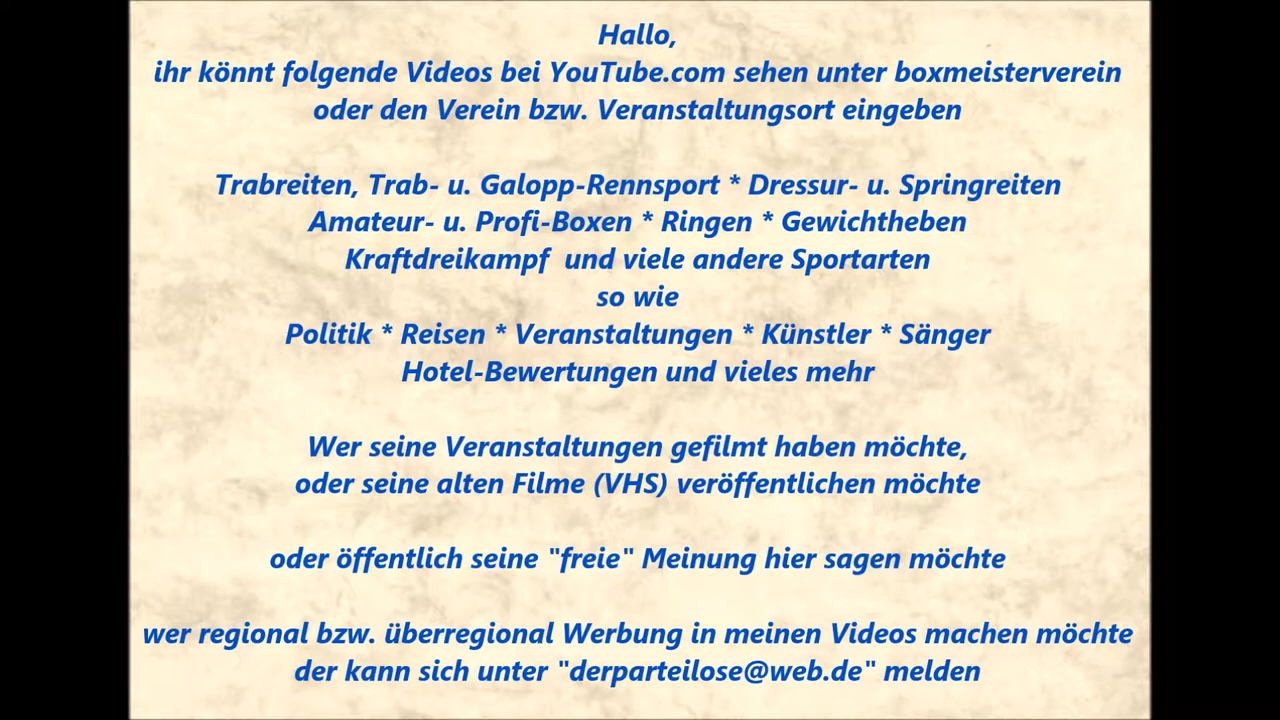 Hallo,
ihr könnt folgende Videos bei YouTube.com sehen unter boxmeisterverein
oder den Verein bzw. Veranstaltungsort eingeben
Trabreiten, Trab- u. Galopp-Rennsport * Dressur- u. Springreiten
Amateur- u. Profi-Boxen * Ringen * Gewichtheben
Kraftdreikampf  und viele andere Sportarten
so wie
Politik * Reisen * Veranstaltungen * Künstler * Sänger
Hotel-Bewertungen und vieles mehr
Wer seine Veranstaltungen gefilmt haben möchte,
oder seine alten Filme (VHS) veröffentlichen möchte
oder öffentlich seine "freie" Meinung hier sagen möchte
wer regional bzw. überregional Werbung in meinen Videos machen möchte
der kann sich unter "derparteilose@web.de" melden